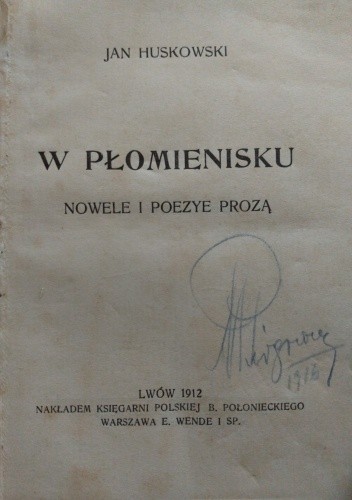 JAN HUSKOWSKI
W PŁOMIENISKU
NOWELE I POEZYE PROZĄ
LWÓW 1912
NAKŁADEM KSIĘGARNI POLSKIEJ B. POŁONIECKIEGO
WARSZAWA E. WENDE I SP.